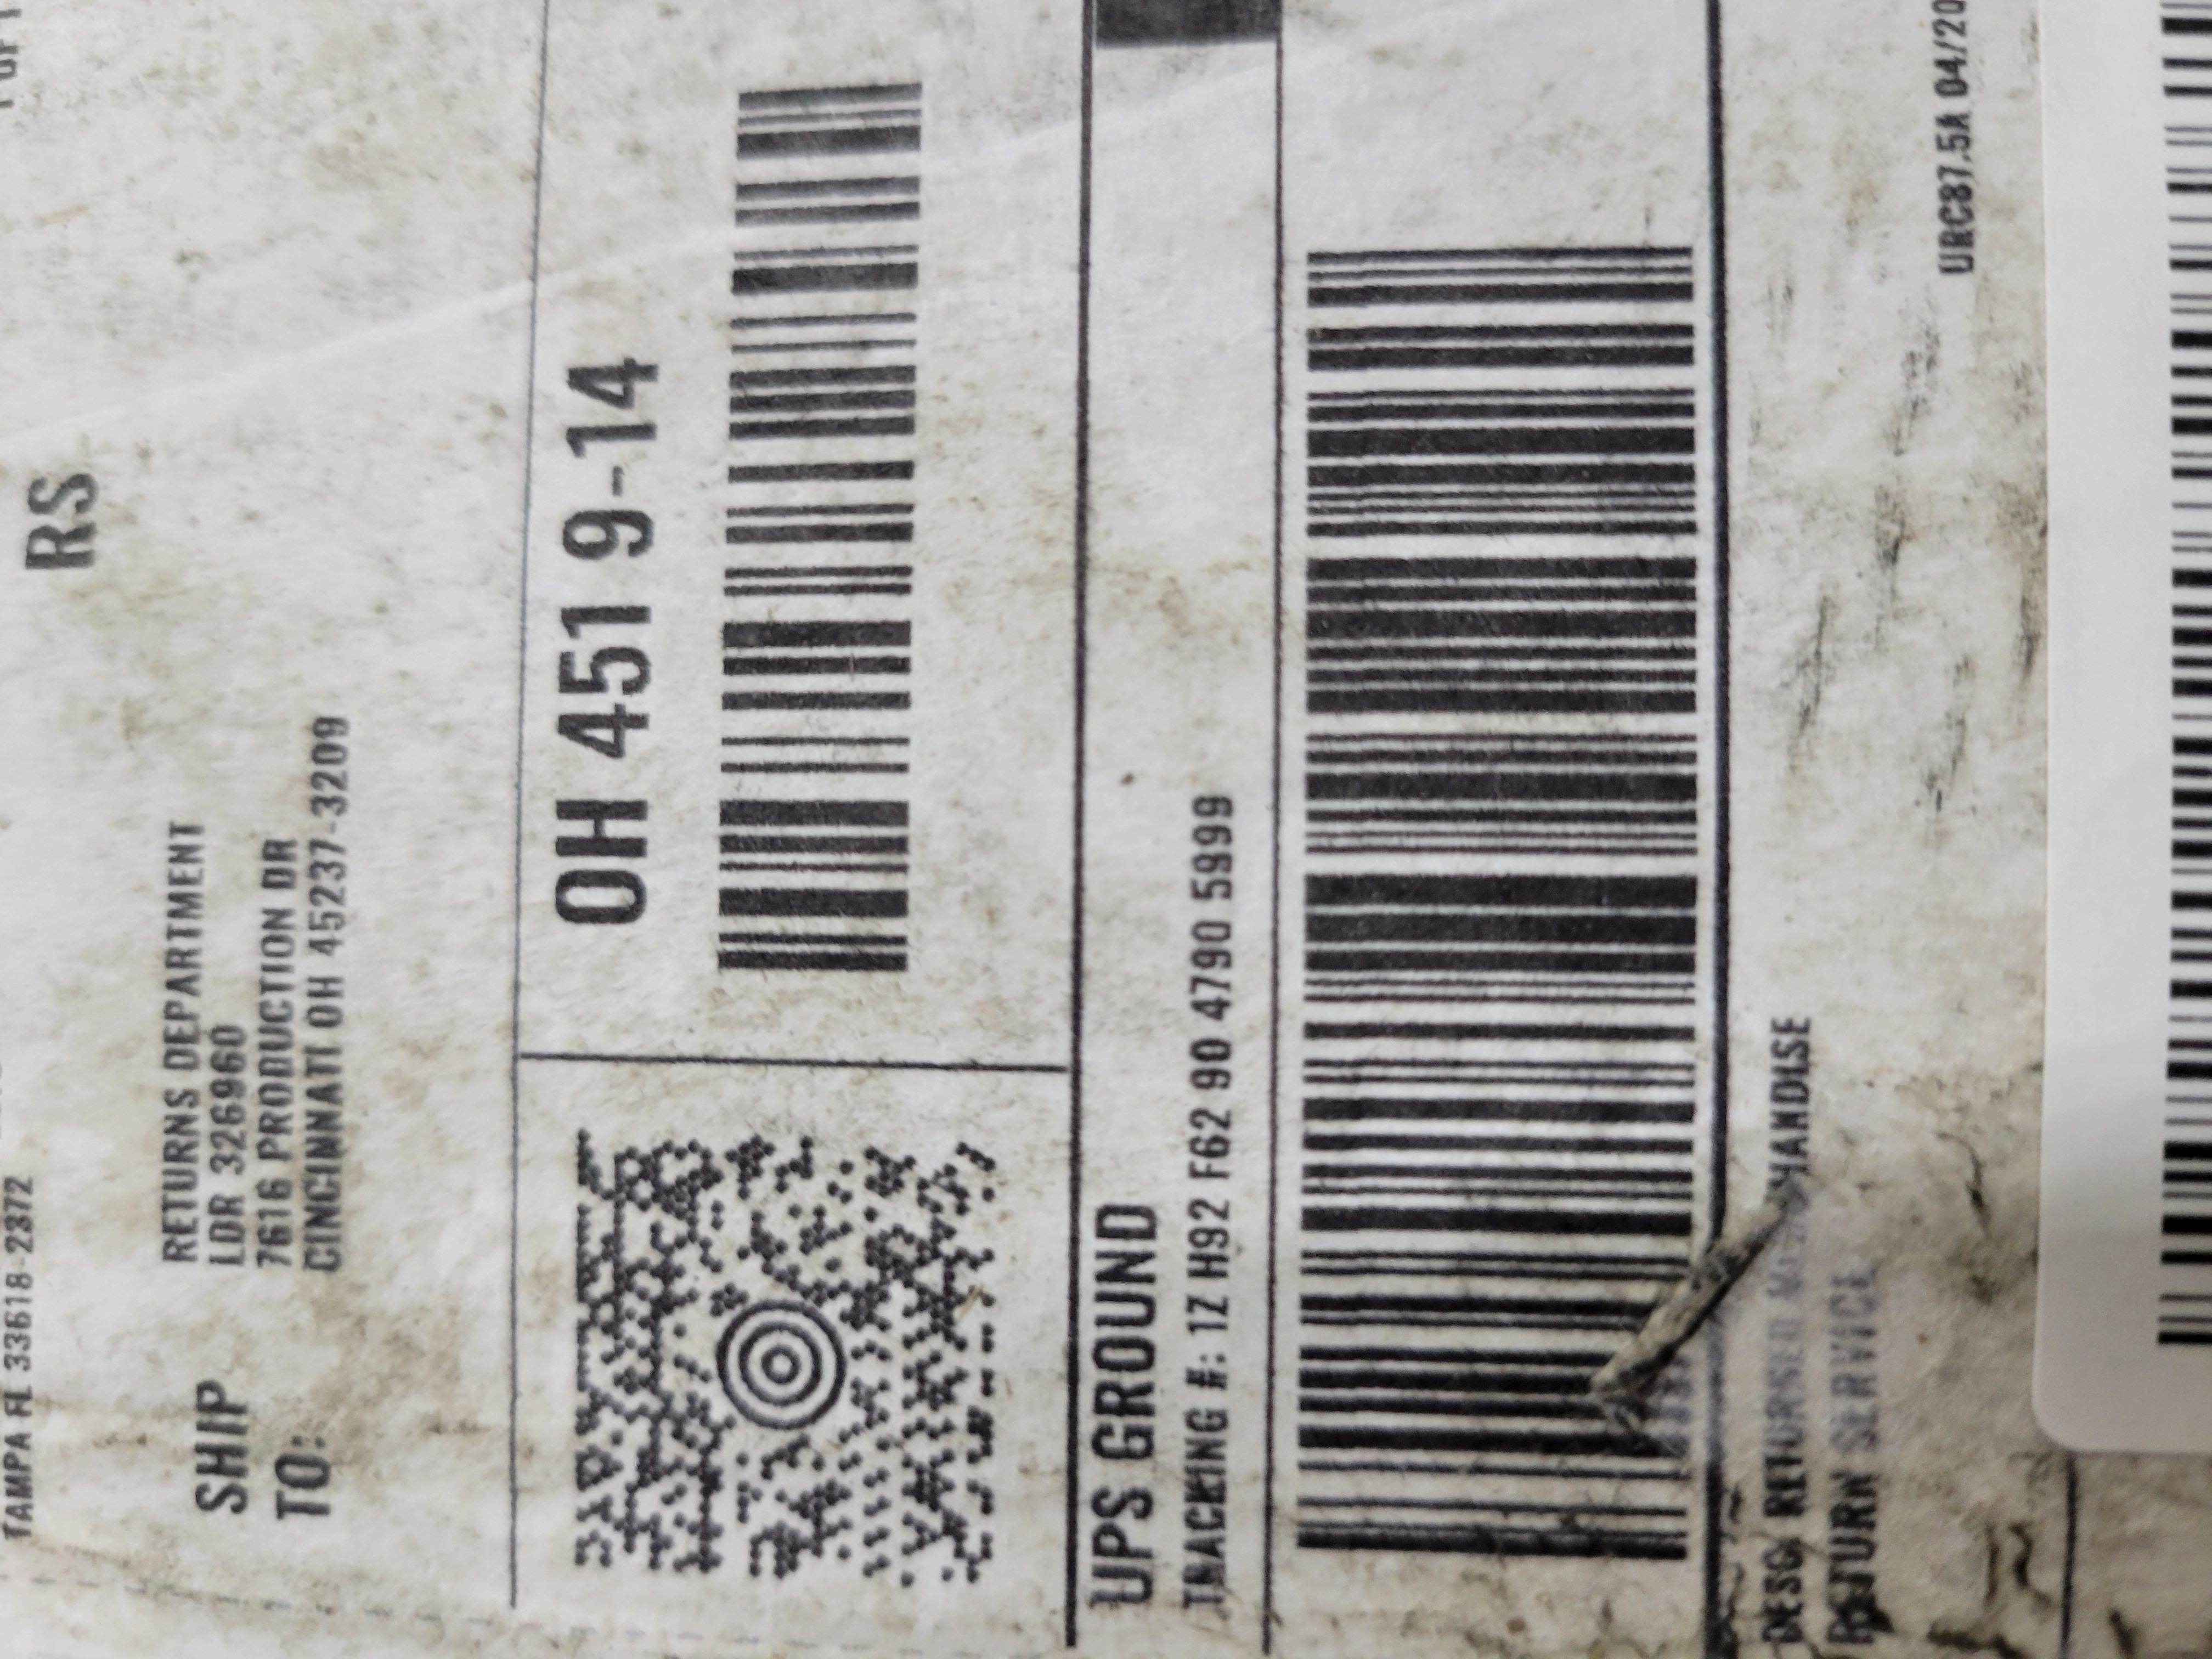 TAMPA FL 33618-2372
RS
SHIP
TO:
RETURNS DEPARTMENT
LDR 326960
7616 PRODUCTION DR
CINCINNATI OH 45237-3209
OH 451 9-14
UPS GROUND
TRACKING #: 1Z H92 F62 90 4790 5999
DESC: RETURNED
RETURN SERVICE
URC87.5A 04/20